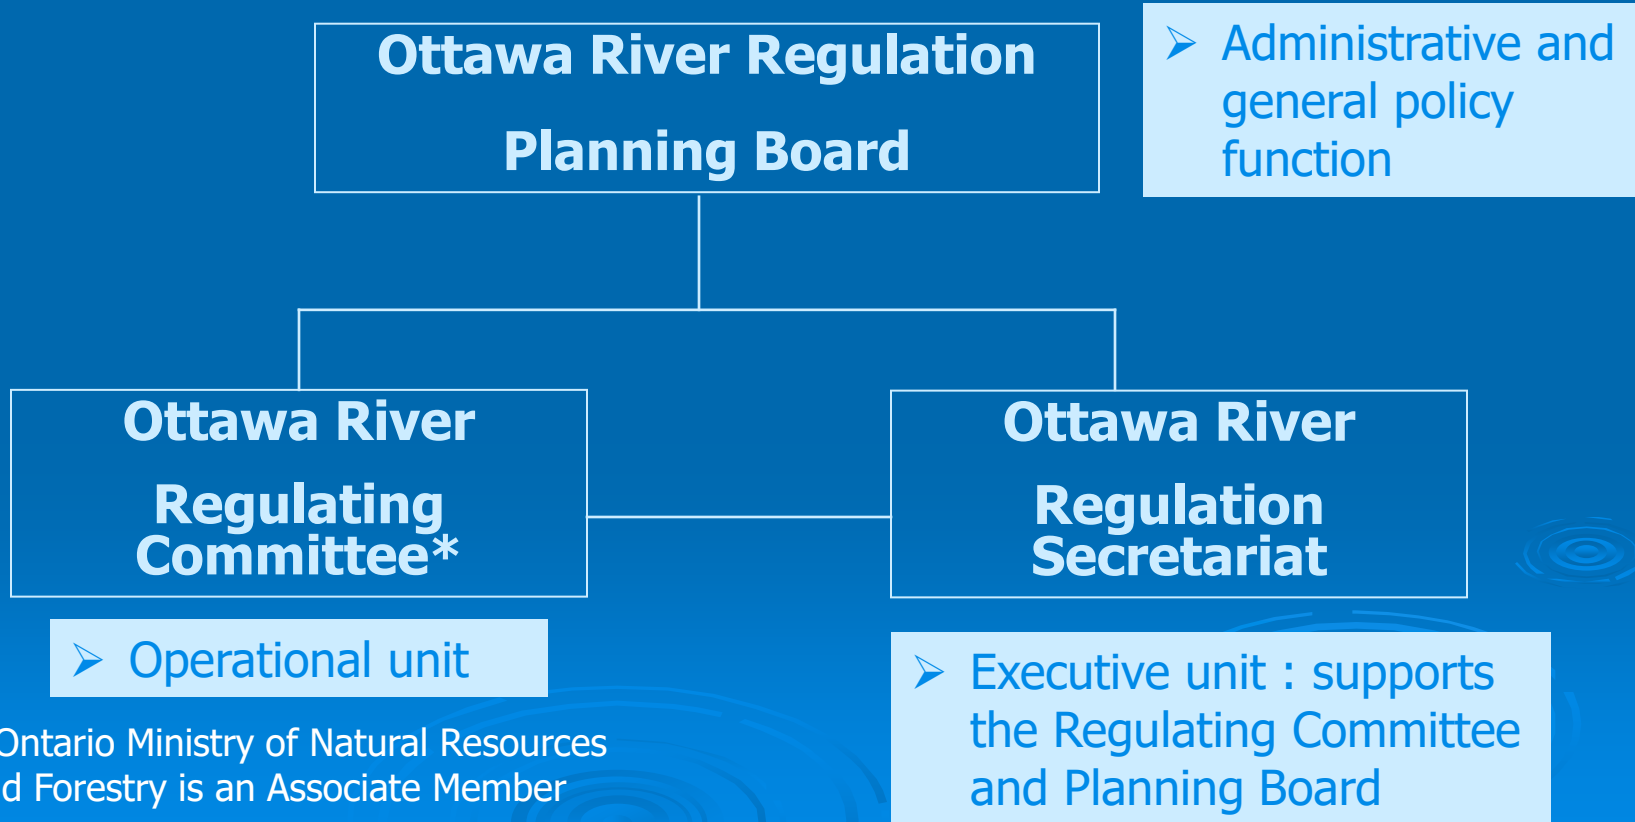 Ottawa River Regulation
Planning Board
➢ Administrative and
general policy
function
Ottawa River
Regulating
Committee*
Ottawa River
Regulation
Secretariat
➢ Operational unit
Ontario Ministry of Natural Resources
d Forestry is an Associate Member
➢ Executive unit : supports
the Regulating Committee
and Planning Board